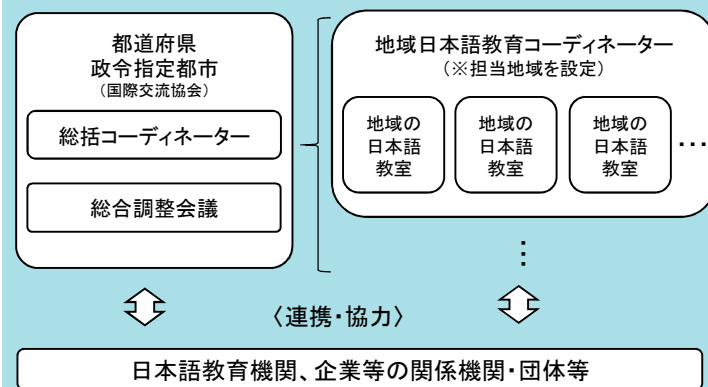 都道府県
政令指定都市
(国際交流協会)
総括コーディネーター
総合調整会議
地域日本語教育コーディネーター
(※担当地域を設定)
地域の
日本語
教室
地域の
日本語
教室
地域の
日本語
教室
…
⋮
〈連携・協力〉
日本語教育機関、企業等の関係機関・団体等